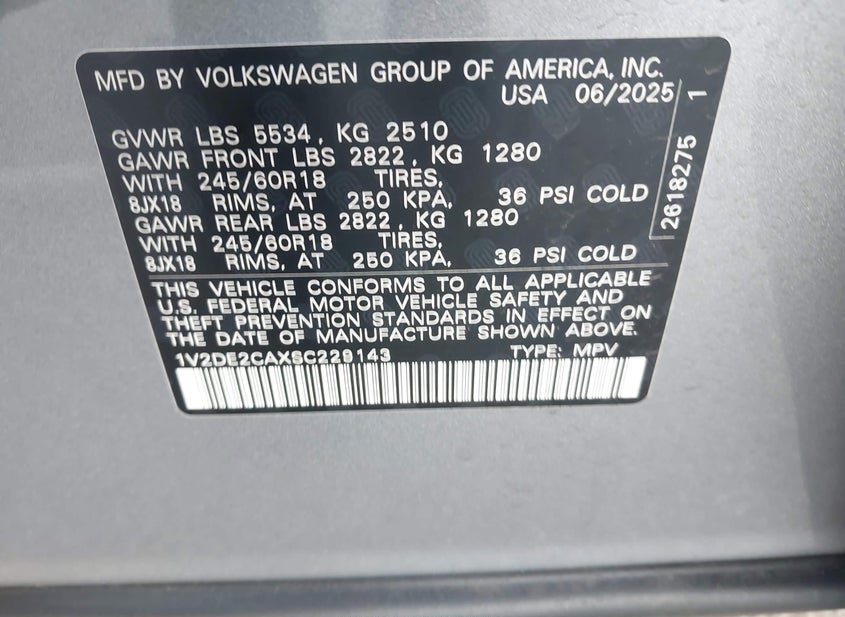 MFD BY VOLKSWAGEN GROUP OF AMERICA, INC.
USA 06/2025
GVWR LBS 5534, KG 2510
GAWR FRONT LBS 2822, KG 1280
WITH 245/60R18 TIRES,
8JX18 RIMS, AT 250 KPA, 36 PSI COLD
GAWR REAR LBS 2822, KG 1280
WITH 245/60R18 TIRES,
8JX18 RIMS, AT 250 KPA, 36 PSI COLD
THIS VEHICLE CONFORMS TO ALL APPLICABLE
U.S. FEDERAL MOTOR VEHICLE SAFETY AND
THEFT PREVENTION STANDARDS IN EFFECT ON
THE DATE OF MANUFACTURE SHOWN ABOVE.
1V2DE2CAXSC229143 TYPE: MPV
2618275 1